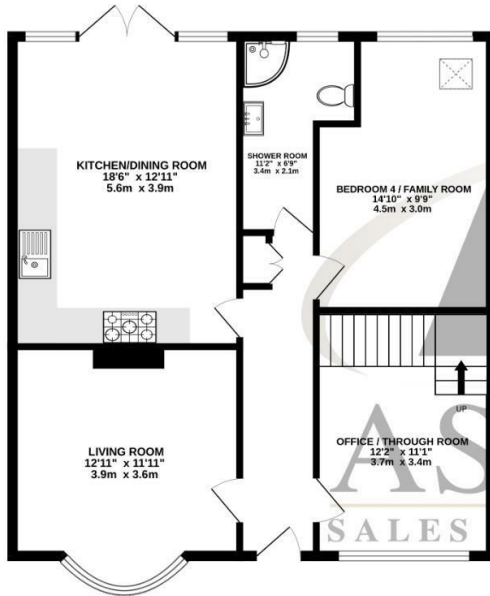 KITCHEN/DINING ROOM
18'6" x 12'11"
5.6m x 3.9m
SHOWER ROOM
11'2" x 6'9"
3.4m x 2.1m
BEDROOM 4 / FAMILY ROOM
14'10" x 9'9"
4.5m x 3.0m
LIVING ROOM
12'11" x 11'11"
3.9m x 3.6m
UP
OFFICE / THROUGH ROOM
12'2" x 11'1"
3.7m x 3.4m
AS
SALES